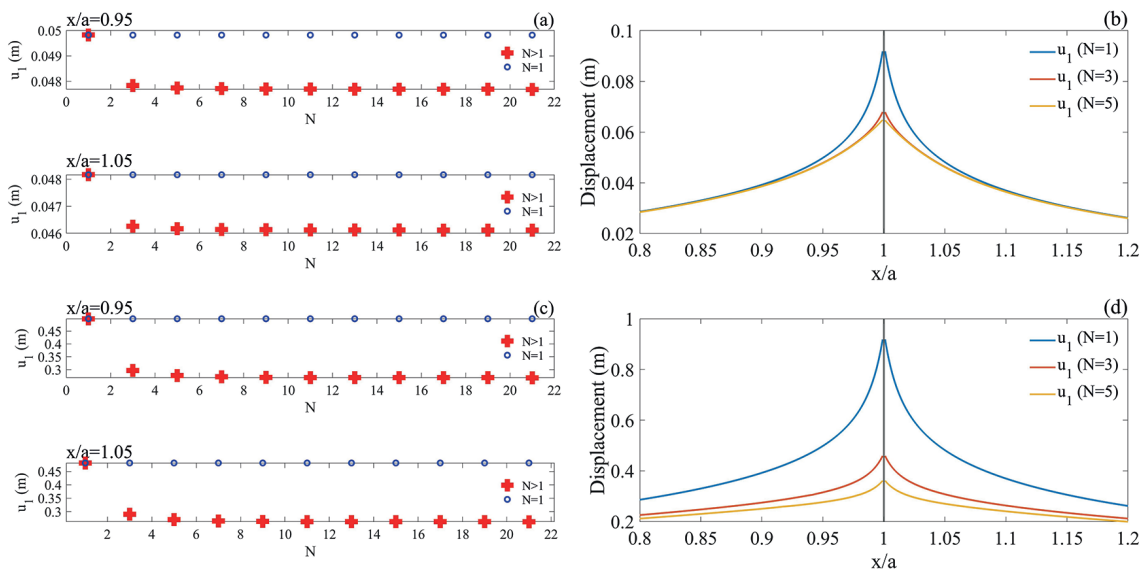 x/a=0.95
(a)
0.05
0.049
0.048
u1 (m)
N>1
N=1
0 2 4 6 8 10 12 14 16 18 20 22
N
x/a=1.05
0.048
0.047
0.046
u1 (m)
N>1
N=1
0 2 4 6 8 10 12 14 16 18 20 22
N
(b)
0.1
0.08
0.06
0.04
0.02
Displacement (m)
u1 (N=1)
u1 (N=3)
u1 (N=5)
0.8 0.85 0.9 0.95 1 1.05 1.1 1.15 1.2
x/a
x/a=0.95
(c)
0.45
0.4
0.35
0.3
u1 (m)
N>1
N=1
0 2 4 6 8 10 12 14 16 18 20 22
N
x/a=1.05
0.45
0.4
0.35
0.3
u1 (m)
N>1
N=1
2 4 6 8 10 12 14 16 18 20 22
N
(d)
1
0.8
0.6
0.4
0.2
Displacement (m)
u1 (N=1)
u1 (N=3)
u1 (N=5)
0.8 0.85 0.9 0.95 1 1.05 1.1 1.15 1.2
x/a